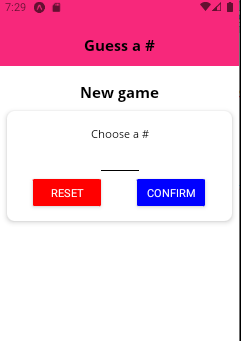 7:29
Guess a #
New game
Choose a #
RESET CONFIRM